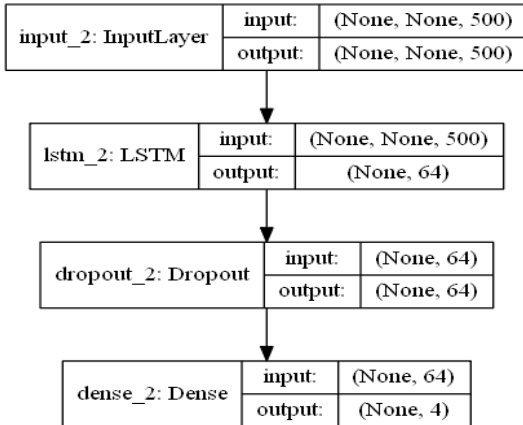 input_2: InputLayer
input: (None, None, 500)
output: (None, None, 500)
lstm_2: LSTM
input: (None, None, 500)
output: (None, 64)
dropout_2: Dropout
input: (None, 64)
output: (None, 64)
dense_2: Dense
input: (None, 64)
output: (None, 4)